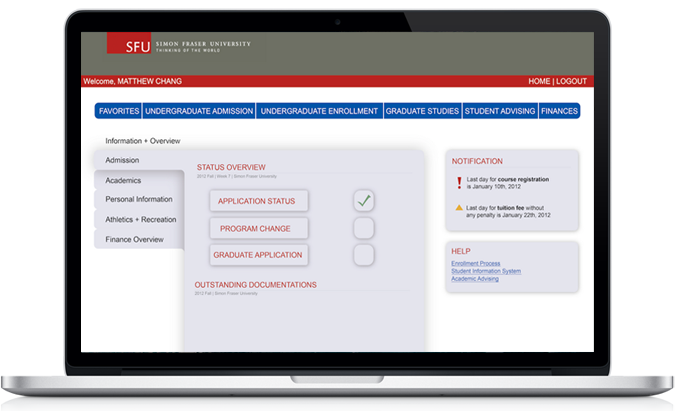 SFU SIMON FRASER UNIVERSITY
THINKING OF THE WORLD
Welcome, MATTHEW CHANG
HOME | LOGOUT
FAVORITES UNDERGRADUATE ADMISSION UNDERGRADUATE ENROLLMENT GRADUATE STUDIES STUDENT ADVISING FINANCES
Information + Overview
Admission
Academics
Personal Information
Athletics + Recreation
Finance Overview
STATUS OVERVIEW
2012 Fall | Week 7 | Simon Fraser University
APPLICATION STATUS
PROGRAM CHANGE
GRADUATE APPLICATION
OUTSTANDING DOCUMENTATIONS
2012 Fall | Simon Fraser University
NOTIFICATION
Last day for course registration
is January 10th, 2012
Last day for tuition fee without
any penalty is January 22th, 2012
HELP
Enrollment Process
Student Information System
Academic Advising